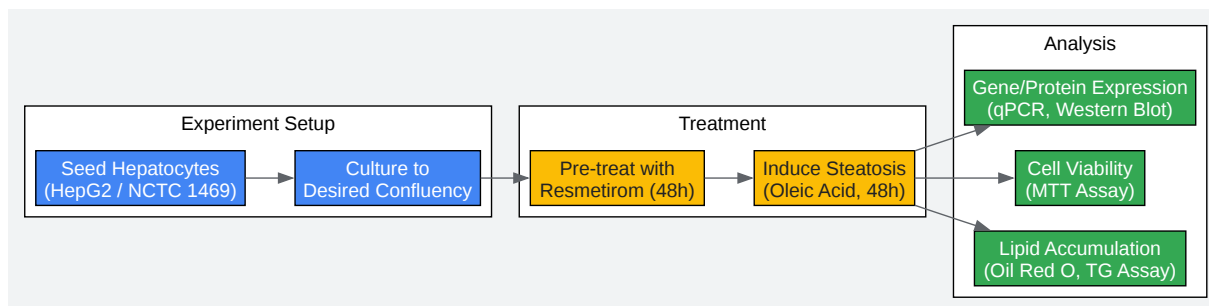 Experiment Setup
Seed Hepatocytes
(HepG2 / NCTC 1469)
Culture to
Desired Confluency
Treatment
Pre-treat with
Resmetirom (48h)
Induce Steatosis
(Oleic Acid, 48h)
Analysis
Gene/Protein Expression
(qPCR, Western Blot)
Cell Viability
(MTT Assay)
Lipid Accumulation
(Oil Red O, TG Assay)